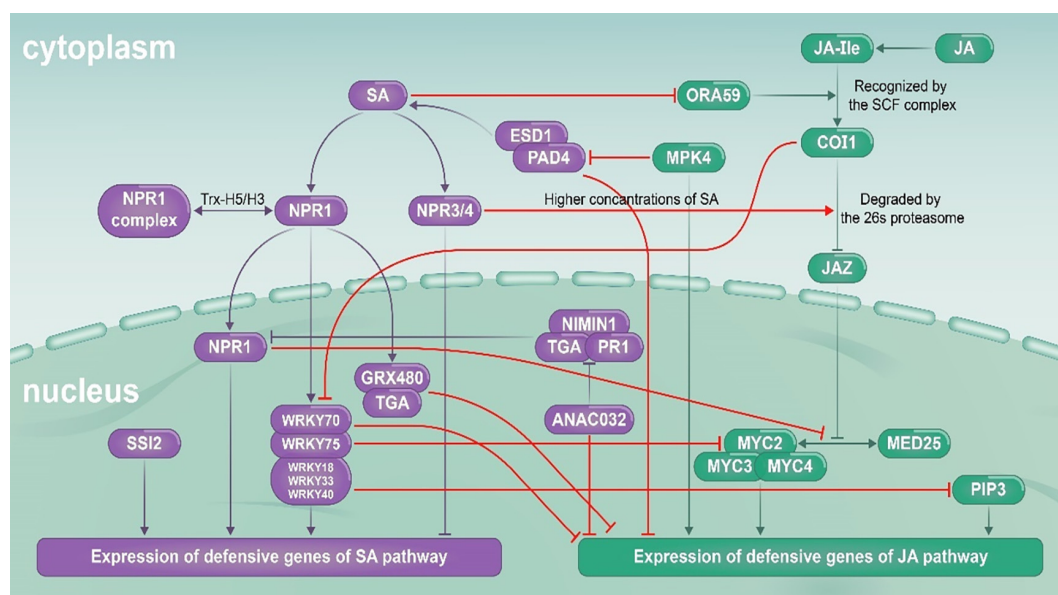 cytoplasm
JA-Ile
JA
SA
ORA59
Recognized by
the SCF complex
ESD1
PAD4
MPK4
COI1
NPR1
complex
Trx-H5/H3
NPR1
NPR3/4
Higher concantrations of SA
Degraded by
the 26s proteasome
JAZ
NPR1
NIMIN1
TGA
PR1
nucleus
GRX480
TGA
WRKY70
ANAC032
SSI2
WRKY75
MYC2
MED25
MYC3
MYC4
WRKY18
WRKY33
WRKY40
PIP3
Expression of defensive genes of SA pathway
Expression of defensive genes of JA pathway